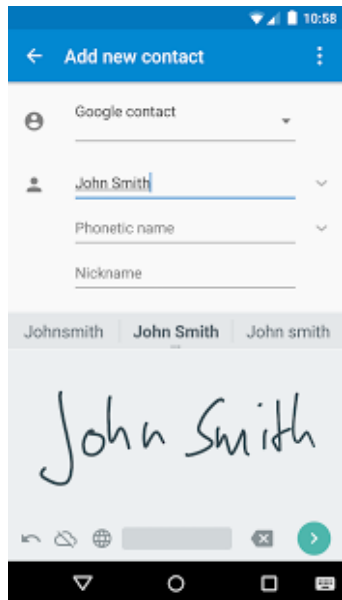 10:58
Add new contact
Google contact
John Smith
Phonetic name
Nickname
Johnsmith John Smith John smith
John Smith